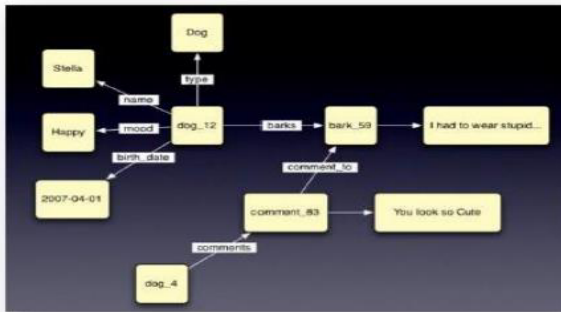 Dog
Stella
name
type
Happy
mood
dog_12
barks
bark_59
I had to wear stupid...
birth_date
comment_to
2007-04-01
comment_83
You look so Cute
comments
dog_4